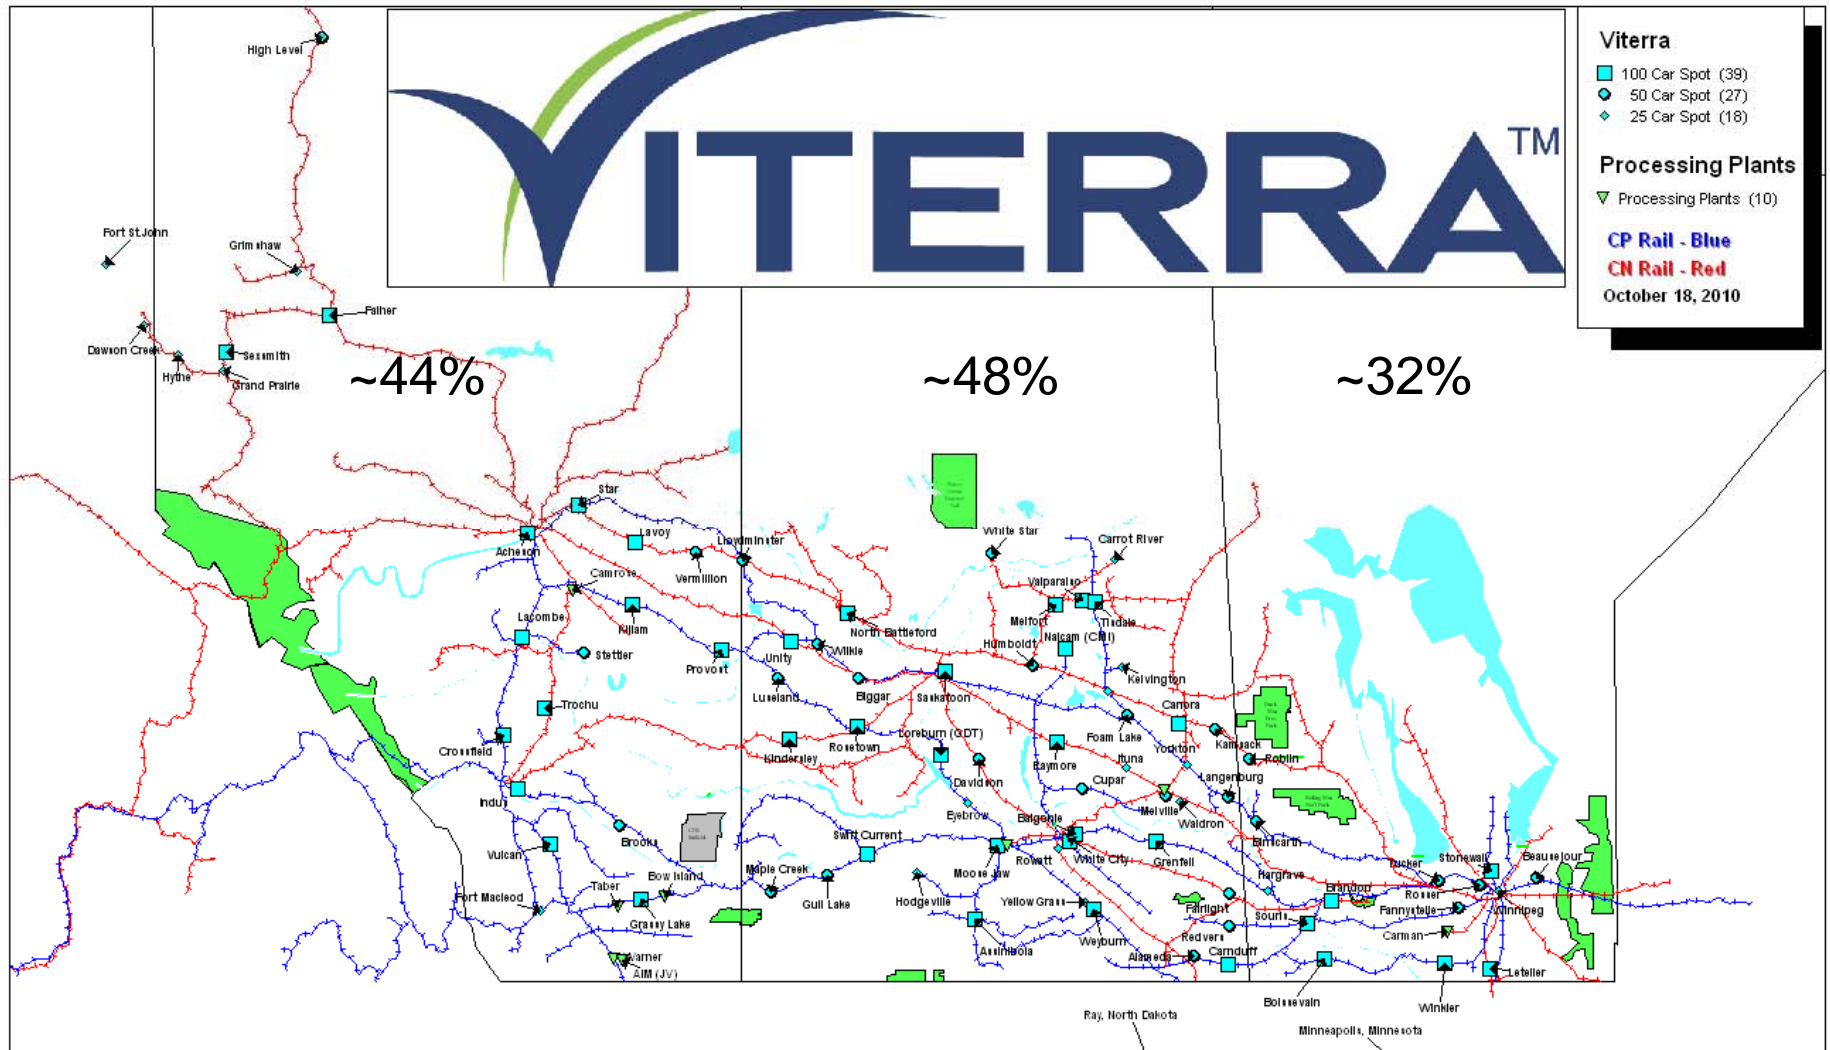 VITERRA™
Viterra
100 Car Spot (39)
50 Car Spot (27)
25 Car Spot (18)
Processing Plants
Processing Plants (10)
CP Rail - Blue
CN Rail - Red
October 18, 2010
~44%
~48%
~32%
High Level
Fort St.John
Grimshaw
Falher
Dawson Creek
Hythe
Sexsmith
Grand Prairie
Star
Lavoy
Acheson
Vermillion
Lloydminster
Camrose
Killam
Lacombe
Stettler
Provost
Trochu
Crossfield
Indus
Brooks
Vulcan
Bow Island
Taber
Fort Macleod
Grassy Lake
Warner
AIM (JV)
White Star
Carrot River
Valparaiso
Melfort
Tisdale
Naicam (CMI)
Humboldt
North Battleford
Unity
Wilkie
Luseland
Biggar
Saskatoon
Kelvington
Canora
Foam Lake
Kamsack
Roblin
Yorkton
Rosetown
Loreburn (GDT)
Kindersley
Davidson
Raymore
Ituna
Cupar
Langenburg
Melville
Waldron
Eyebrow
Balgonie
Binscarth
Swift Current
Rowatt
White City
Grenfell
Moose Jaw
Maple Creek
Gull Lake
Hodgeville
Yellow Grass
Weyburn
Assiniboia
Hargrave
Fairlight
Redvers
Alameda
Carnduff
Souris
Brandon
Tucker
Stonewall
Beausejour
Rosser
Fannystelle
Winnipeg
Carman
Letellier
Boissevain
Winkler
Ray, North Dakota
Minneapolis, Minnesota